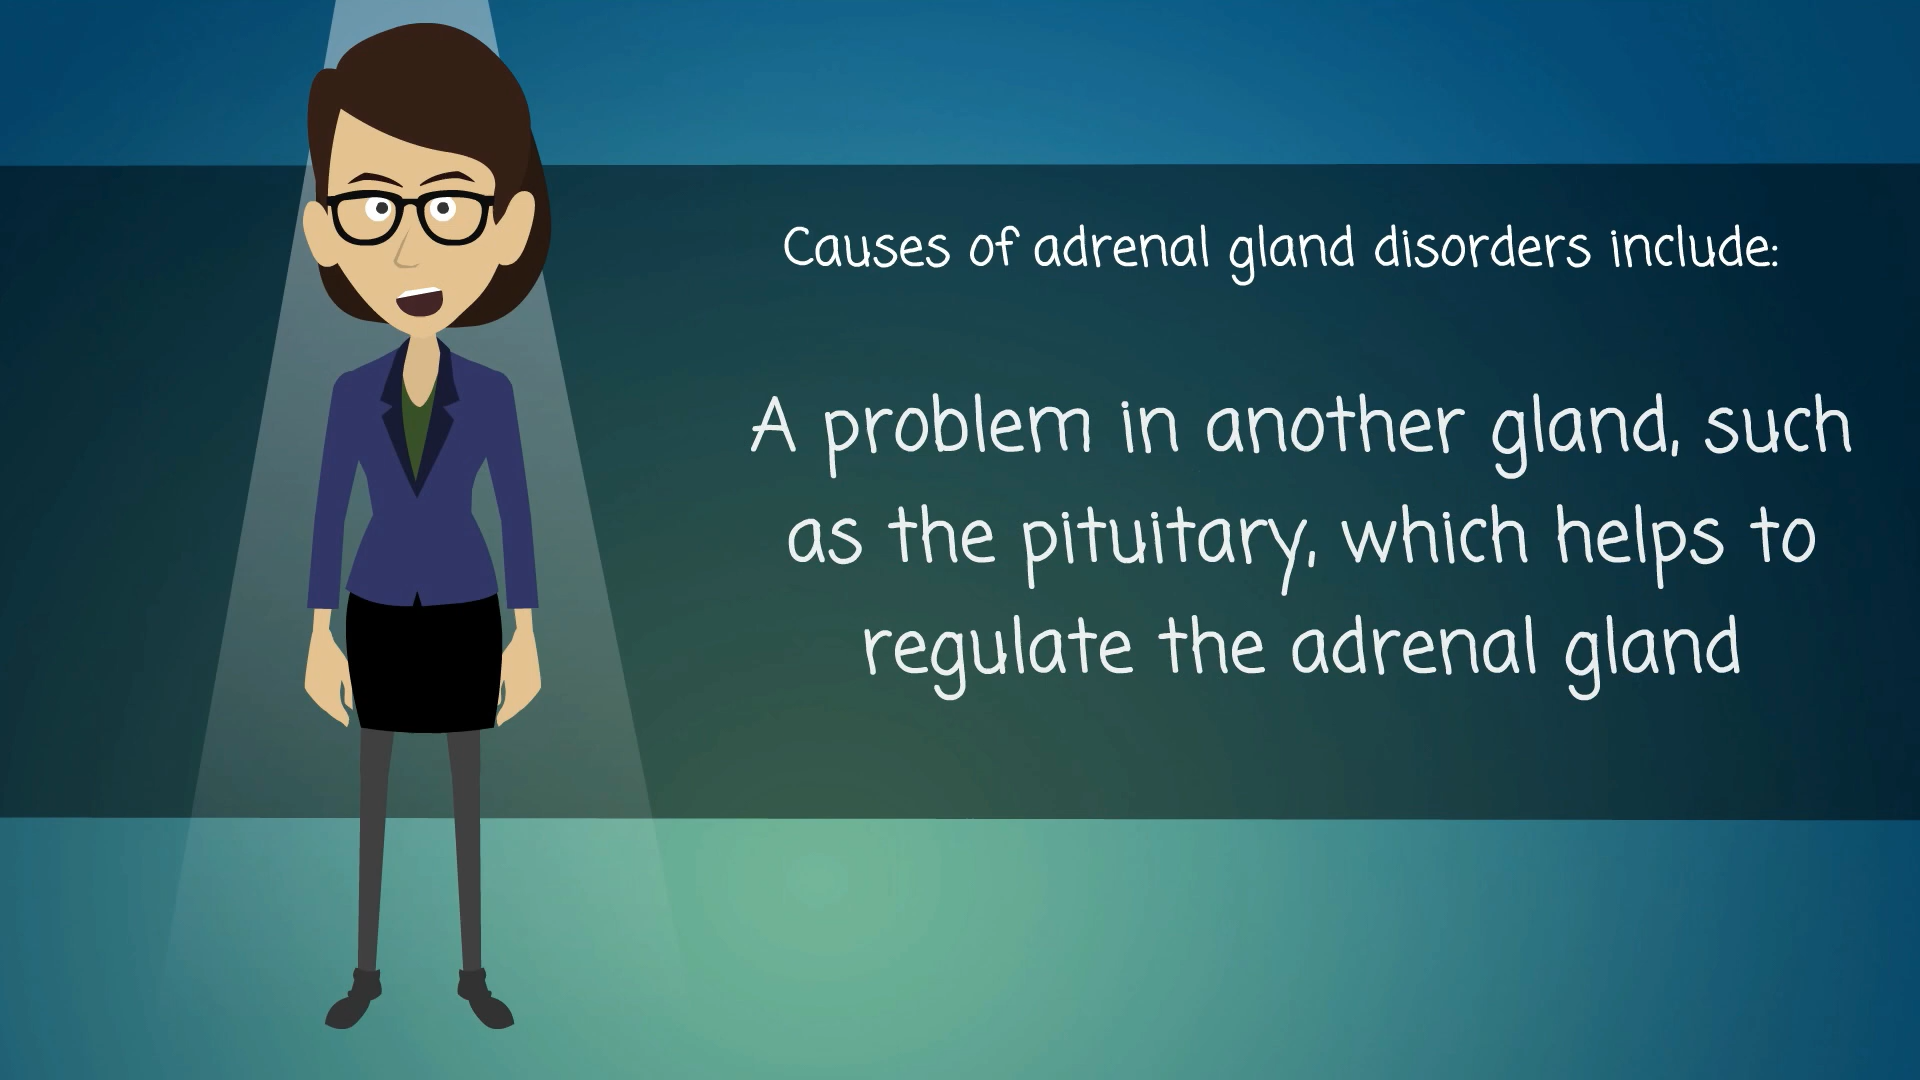 Causes of adrenal gland disorders include:
A problem in another gland, such
as the pituitary, which helps to
regulate the adrenal gland